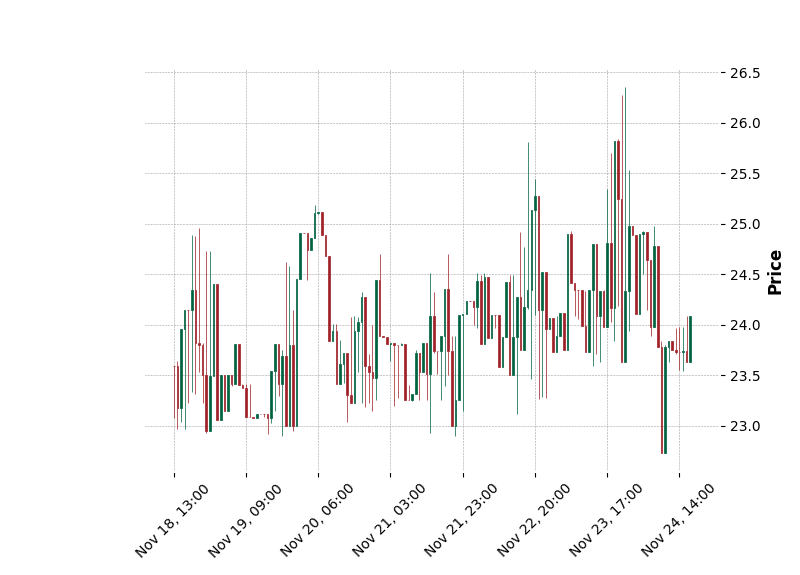 26.5
26.0
25.5
25.0
24.5
24.0
23.5
23.0
Price
Nov 18, 13:00
Nov 19, 09:00
Nov 20, 06:00
Nov 21, 03:00
Nov 21, 23:00
Nov 22, 20:00
Nov 23, 17:00
Nov 24, 14:00